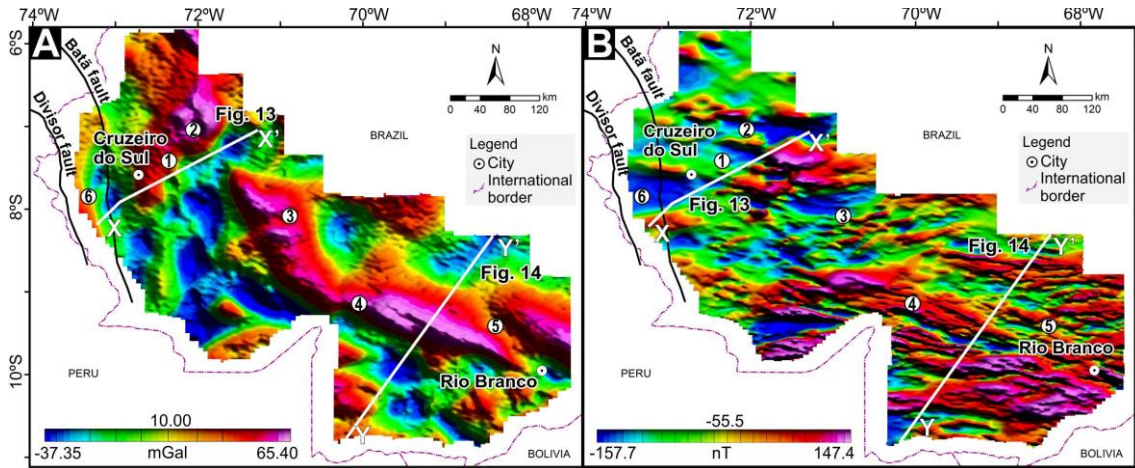 74°W 72°W 70°W 68°W
6°S
8°S
10°S
A
Batã fault
Divisor fault
Cruzeiro
do Sul
Fig. 13
X'
X
1
2
3
4
5
6
N
0 20 40 80 120 km
BRAZIL
Legend
City
International
border
Y'
Fig. 14
Rio Branco
Y
PERU
BOLIVIA
10.00
-37.35 mGal 65.40
74°W 72°W 70°W 68°W
B
Batã fault
Divisor fault
Cruzeiro
do Sul
Fig. 13
X'
X
1
2
3
4
5
6
N
0 20 40 80 120 km
BRAZIL
Legend
City
International
border
Fig. 14
Y'
Rio Branco
Y
PERU
BOLIVIA
-55.5
-157.7 nT 147.4